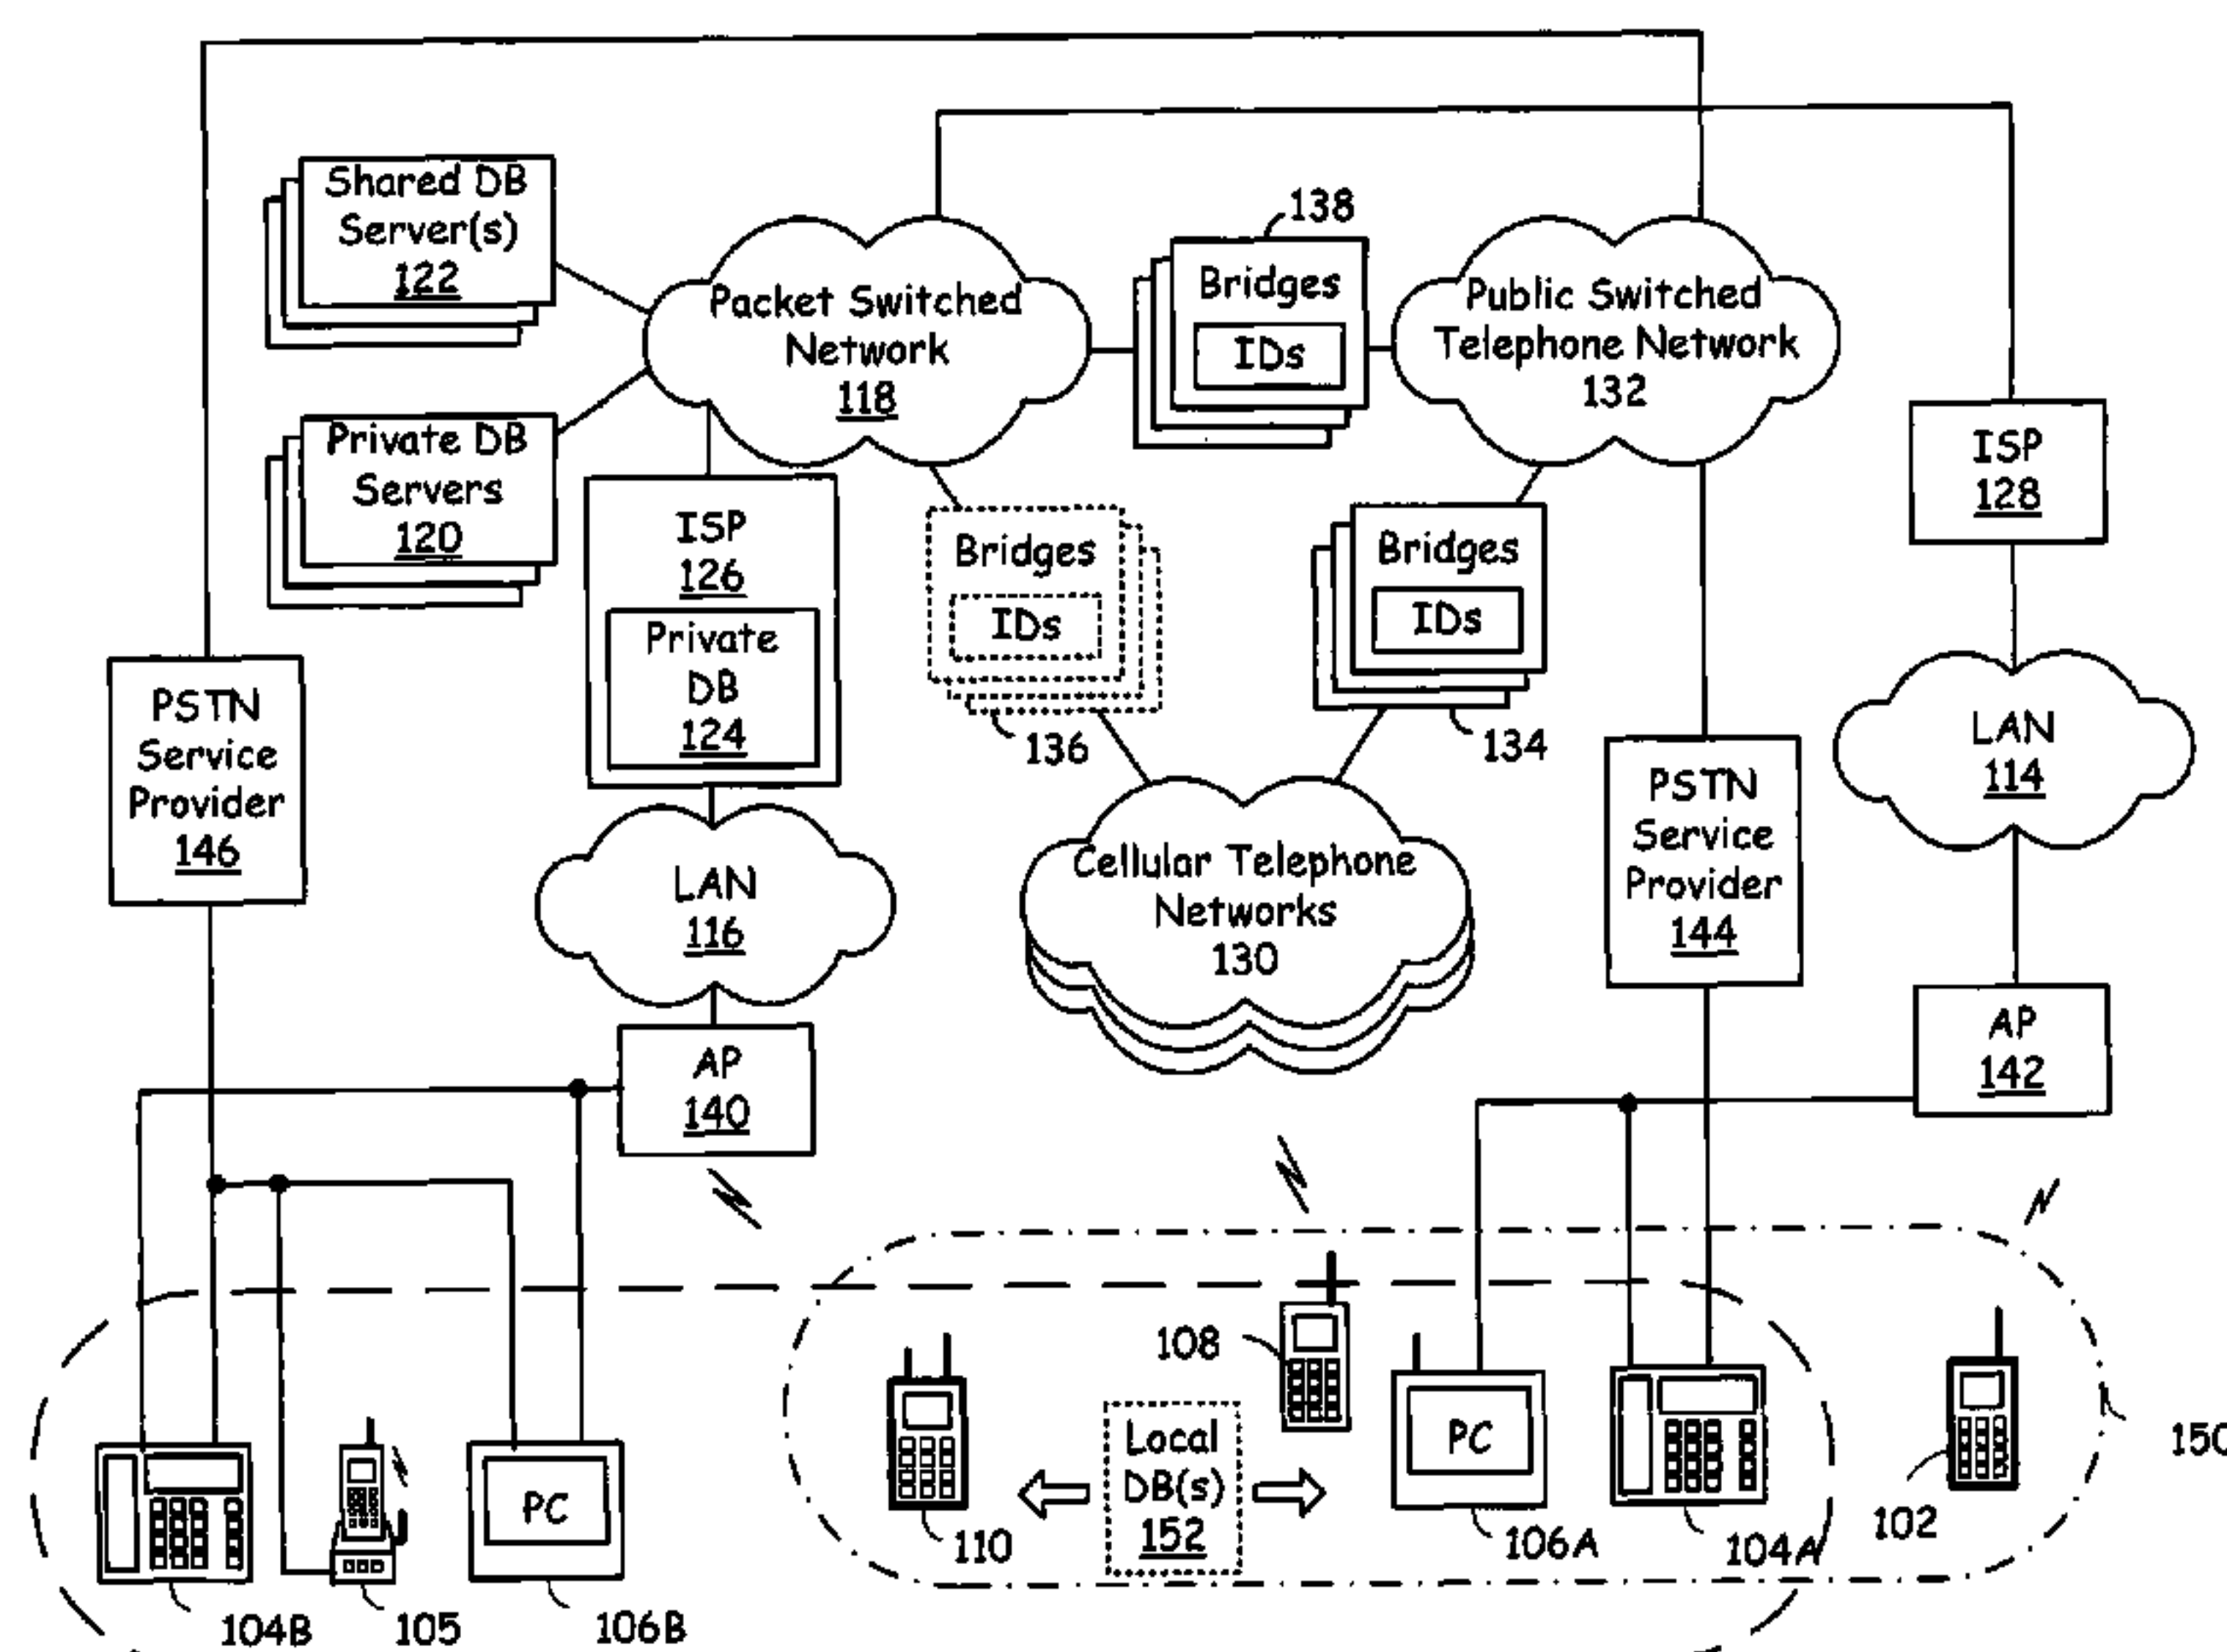 Shared DB
Server(s)
122
138
Packet Switched
Network
118
Bridges
IDs
Public Switched
Telephone Network
132
Private DB
Servers
120
ISP
128
ISP
126
Private
DB
124
Bridges
IDs
136
Bridges
IDs
134
PSTN
Service
Provider
146
LAN
114
PSTN
Service
Provider
144
LAN
116
Cellular Telephone
Networks
130
AP
140
AP
142
108
PC
Local
DB(s)
152
150
PC
110
106A
104A
102
104B
105
106B